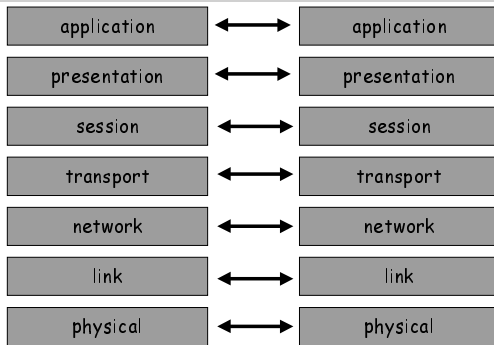 application application
presentation presentation
session session
transport transport
network network
link link
physical physical